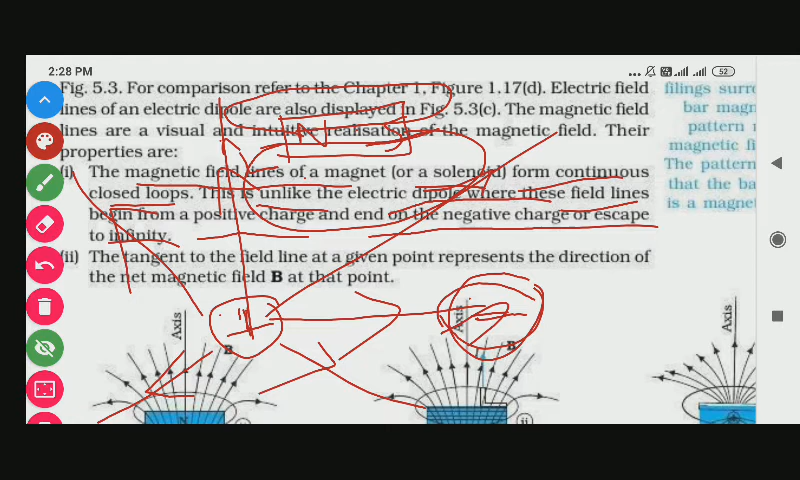 2:28 PM
52
Fig. 5.3. For comparison refer to the Chapter 1, Figure 1.17(d). Electric field
lines of an electric dipole are also displayed in Fig. 5.3(c). The magnetic field
lines are a visual and intuitive realisation of the magnetic field. Their
properties are:
(i) The magnetic field lines of a magnet (or a solenoid) form continuous
closed loops. This is unlike the electric dipole where these field lines
begin from a positive charge and end on the negative charge or escape
to infinity.
(ii) The tangent to the field line at a given point represents the direction of
the net magnetic field B at that point.
filings
bar
pattern
magnetic
The pattern
that the
is a
Axis
B
N
Axis
B
ii
Axis